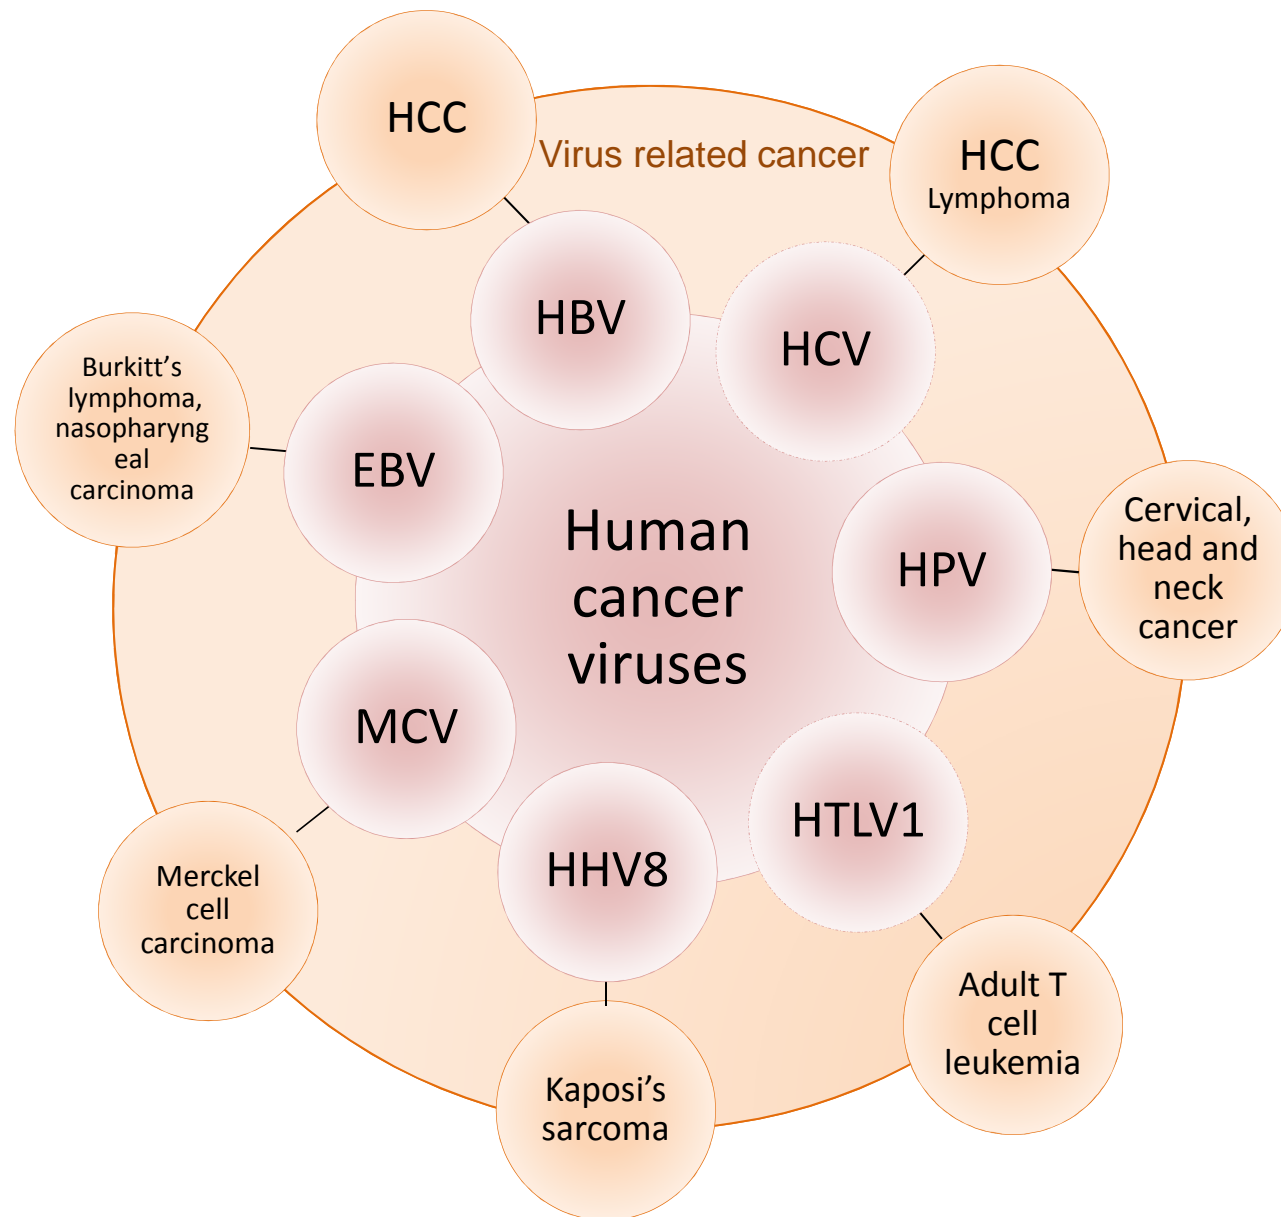 HCC
Virus related cancer
HCC
Lymphoma
HBV
HCV
Burkitt’s
lymphoma,
nasopharyng
eal
carcinoma
EBV
Human
cancer
viruses
HPV
Cervical,
head and
neck
cancer
MCV
HTLV1
HHV8
Merckel
cell
carcinoma
Adult T
cell
leukemia
Kaposi’s
sarcoma